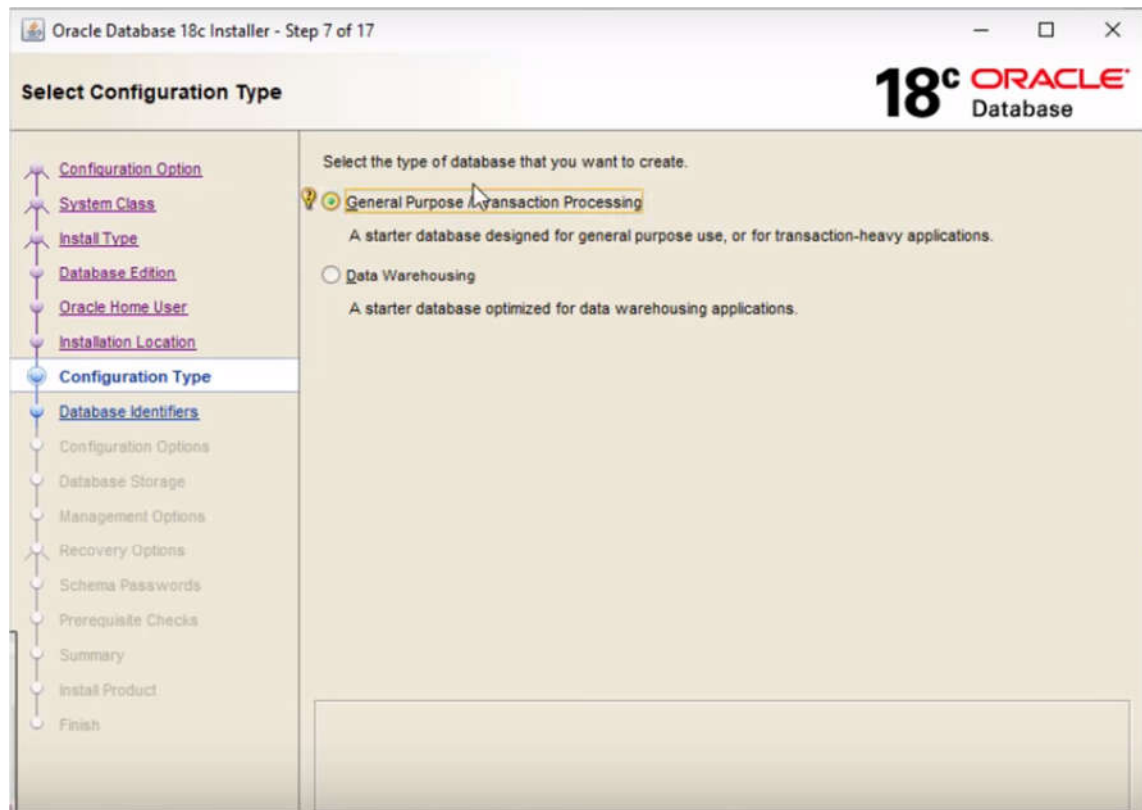 Oracle Database 18c Installer - Step 7 of 17
Select Configuration Type
18c ORACLE
Database
Configuration Option
System Class
Install Type
Database Edition
Oracle Home User
Installation Location
Configuration Type
Database Identifiers
Configuration Options
Database Storage
Management Options
Recovery Options
Schema Passwords
Prerequisite Checks
Summary
Install Product
Finish
Select the type of database that you want to create.
General Purpose / Transaction Processing
A starter database designed for general purpose use, or for transaction-heavy applications.
Data Warehousing
A starter database optimized for data warehousing applications.